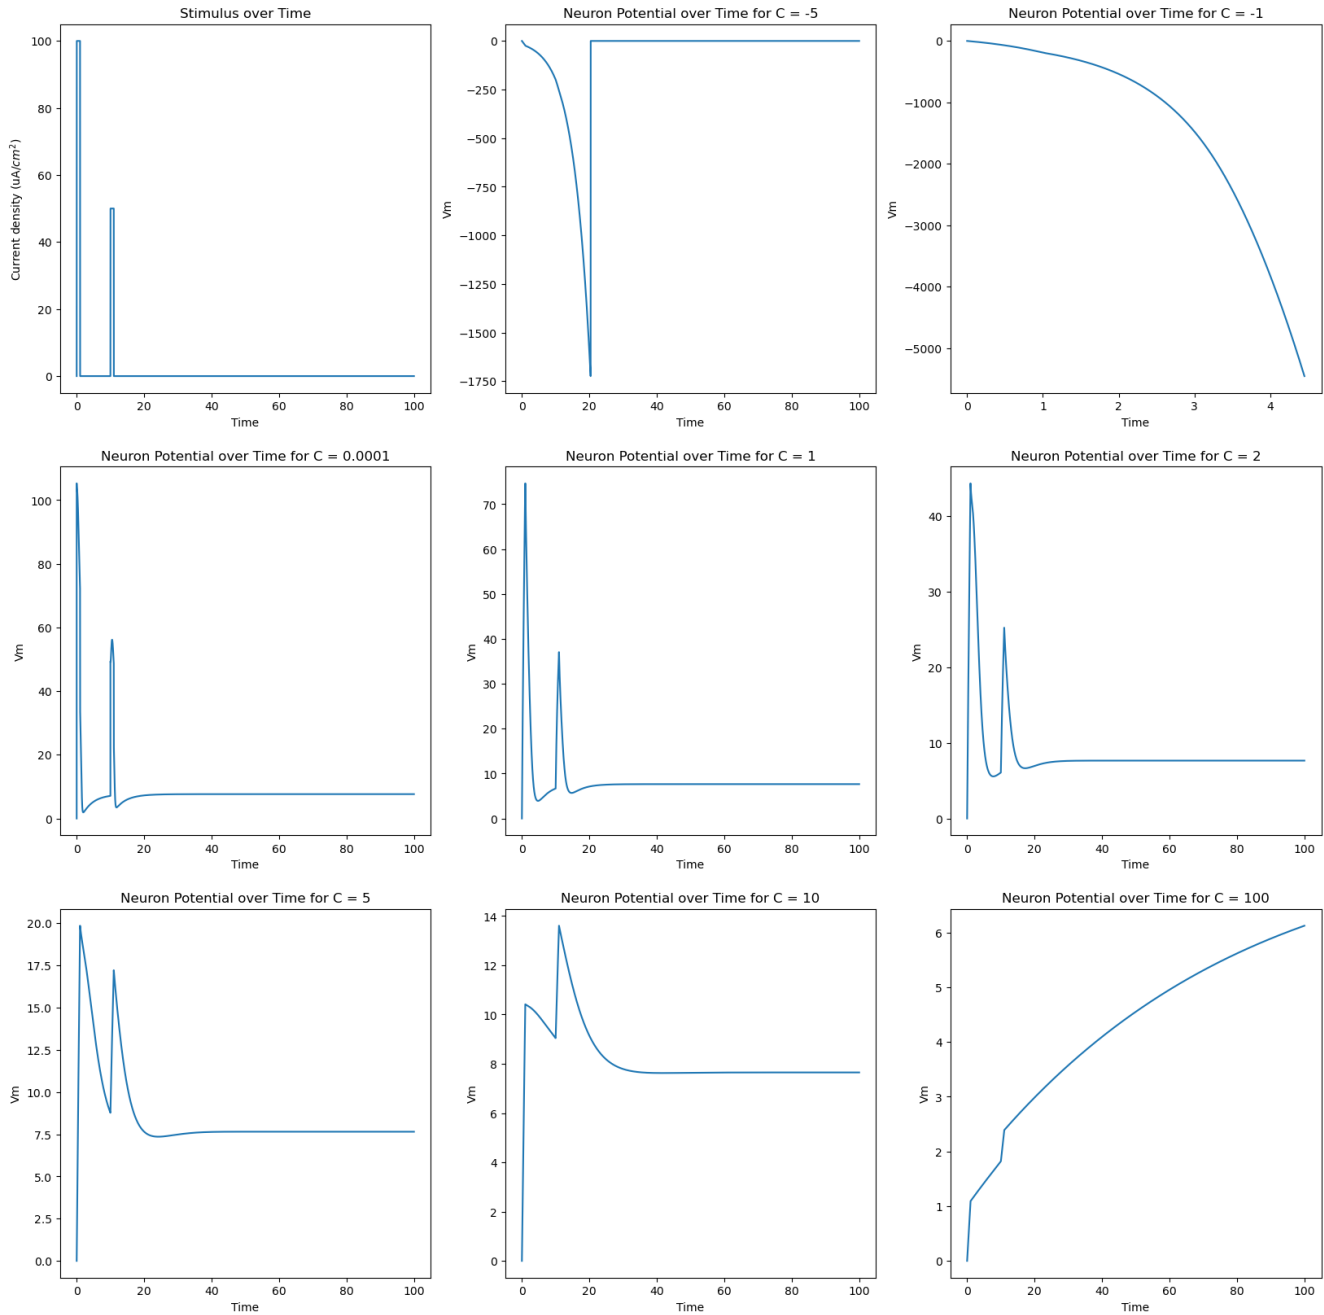 Stimulus over Time
Current density (uA/cm²)
100
80
60
40
20
0
0 20 40 60 80 100
Time
Neuron Potential over Time for C = -5
Vm
0
−250
−500
−750
−1000
−1250
−1500
−1750
0 20 40 60 80 100
Time
Neuron Potential over Time for C = -1
Vm
0
−1000
−2000
−3000
−4000
−5000
0 1 2 3 4
Time
Neuron Potential over Time for C = 0.0001
Vm
100
80
60
40
20
0
0 20 40 60 80 100
Time
Neuron Potential over Time for C = 1
Vm
70
60
50
40
30
20
10
0
0 20 40 60 80 100
Time
Neuron Potential over Time for C = 2
Vm
40
30
20
10
0
0 20 40 60 80 100
Time
Neuron Potential over Time for C = 5
Vm
20.0
17.5
15.0
12.5
10.0
7.5
5.0
2.5
0.0
0 20 40 60 80 100
Time
Neuron Potential over Time for C = 10
Vm
14
12
10
8
6
4
2
0
0 20 40 60 80 100
Time
Neuron Potential over Time for C = 100
Vm
6
5
4
3
2
1
0
0 20 40 60 80 100
Time